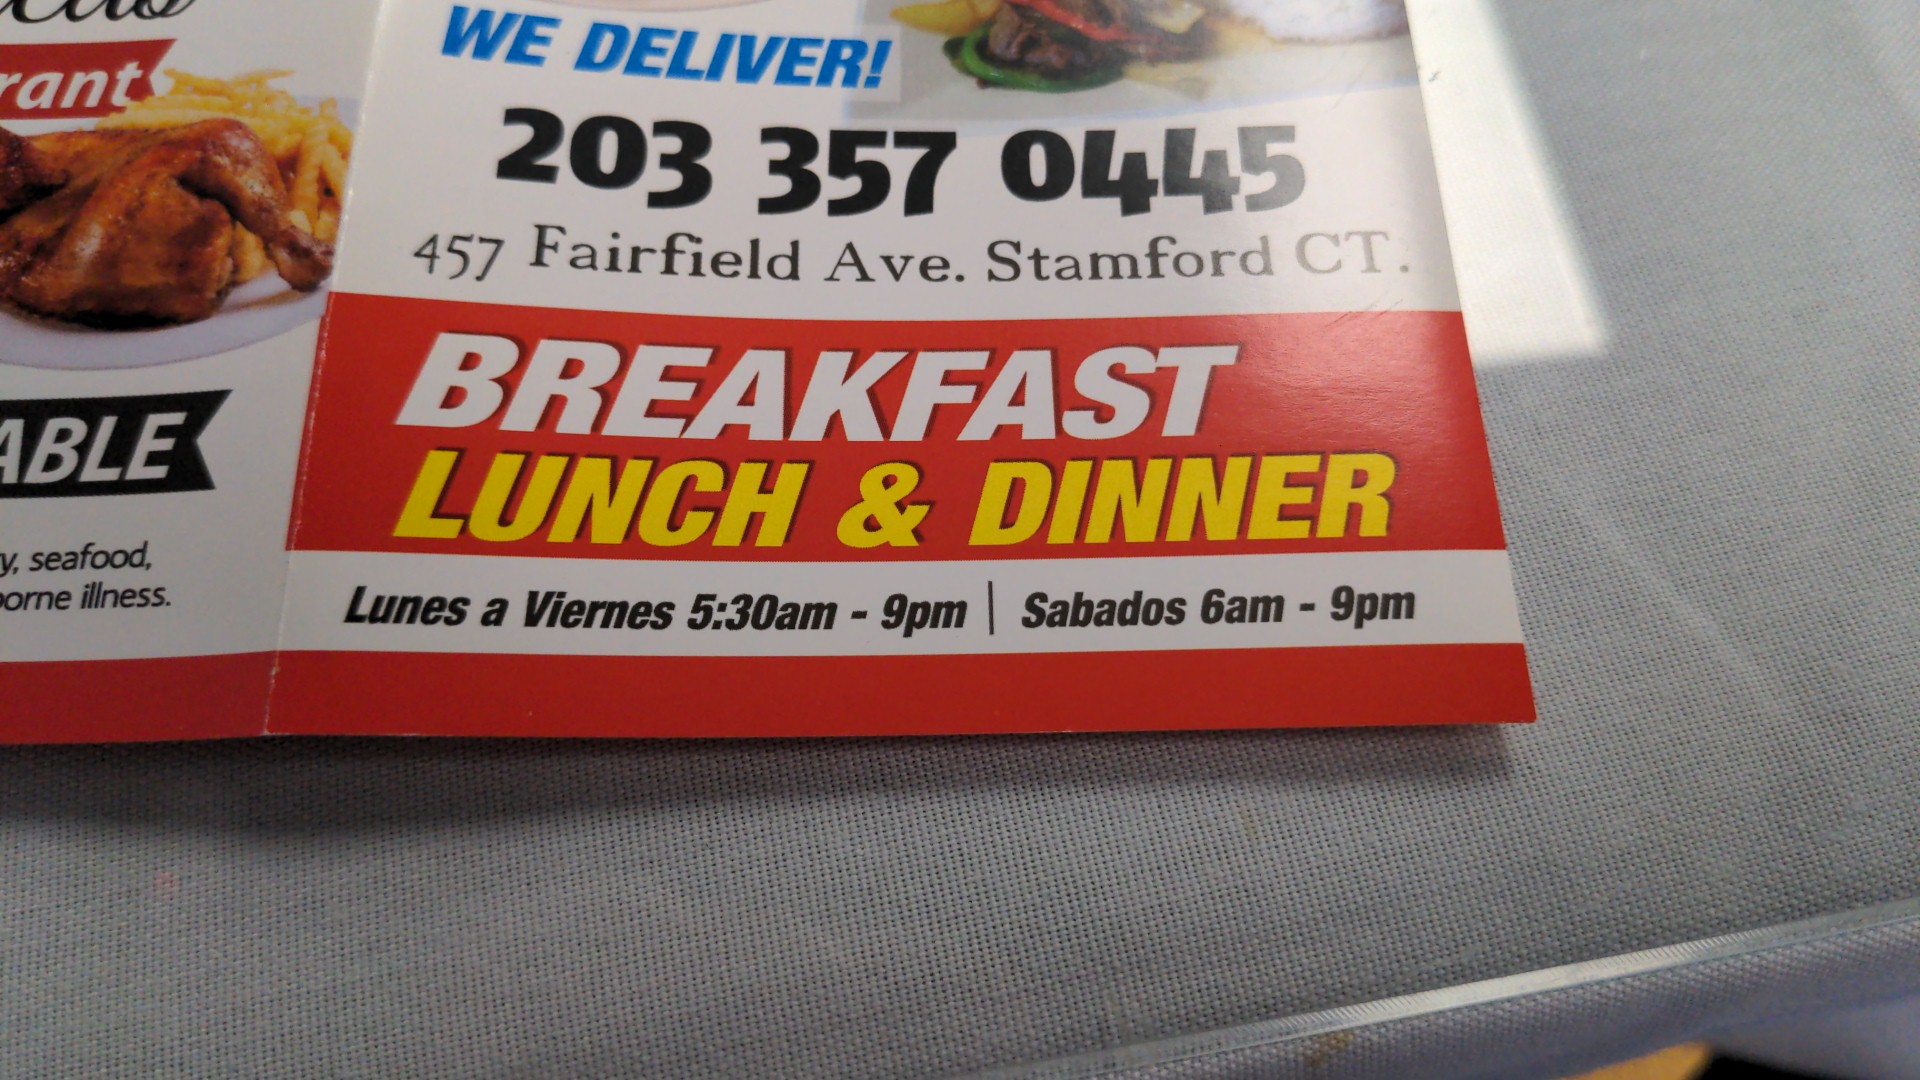 WE DELIVER!
203 357 0445
457 Fairfield Ave. Stamford CT.
BREAKFAST
LUNCH & DINNER
Lunes a Viernes 5:30am - 9pm | Sabados 6am - 9pm
rant
ABLE
y, seafood,
orne illness.